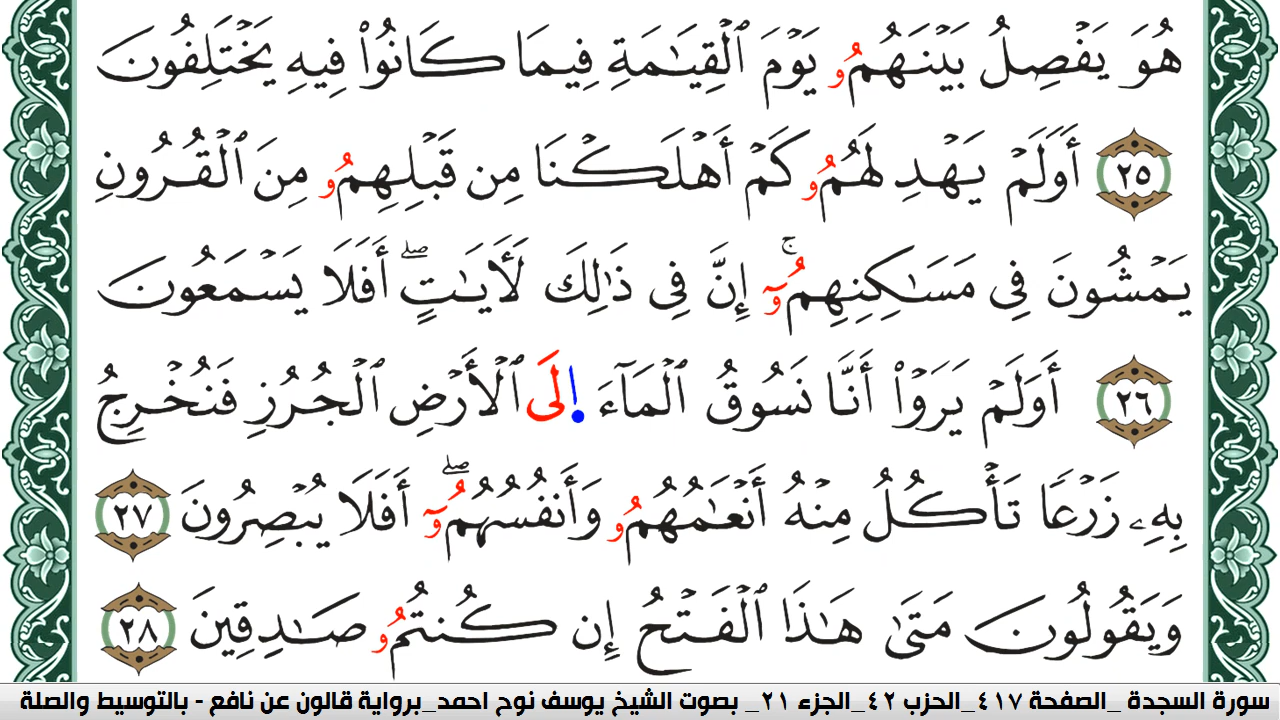 هُوَ يَفْصِلُ بَيْنَهُمُۥ يَوْمَ ٱلْقِيَٰمَةِ فِيمَا كَانُوا۟ فِيهِ يَخْتَلِفُونَ
٢٥ أَوَلَمْ يَهْدِ لَهُمُۥ كَمْ أَهْلَكْنَا مِن قَبْلِهِمُۥ مِنَ ٱلْقُرُونِ
يَمْشُونَ فِى مَسَٰكِنِهِمُۥٓۚ إِنَّ فِى ذَٰلِكَ لَأٓيَٰتٍۖ أَفَلَا يَسْمَعُونَ
٢٦ أَوَلَمْ يَرَوْا۟ أَنَّا نَسُوقُ ٱلْمَآءَ اِ۬لَى ٱلْأَرْضِ ٱلْجُرُزِ فَنُخْرِجُ
بِهِۦ زَرْعًا تَأْكُلُ مِنْهُ أَنْعَٰمُهُمُۥ وَأَنفُسُهُمُۥٓۖ أَفَلَا يُبْصِرُونَ ٢٧
وَيَقُولُونَ مَتَىٰ هَٰذَا ٱلْفَتْحُ إِن كُنتُمُۥ صَٰدِقِينَ ٢٨
سورة السجدة _الصفحة ٤١٧_الحزب ٤٢_الجزء ٢١_ بصوت الشيخ يوسف نوح احمد_برواية قالون عن نافع - بالتوسيط والصلة